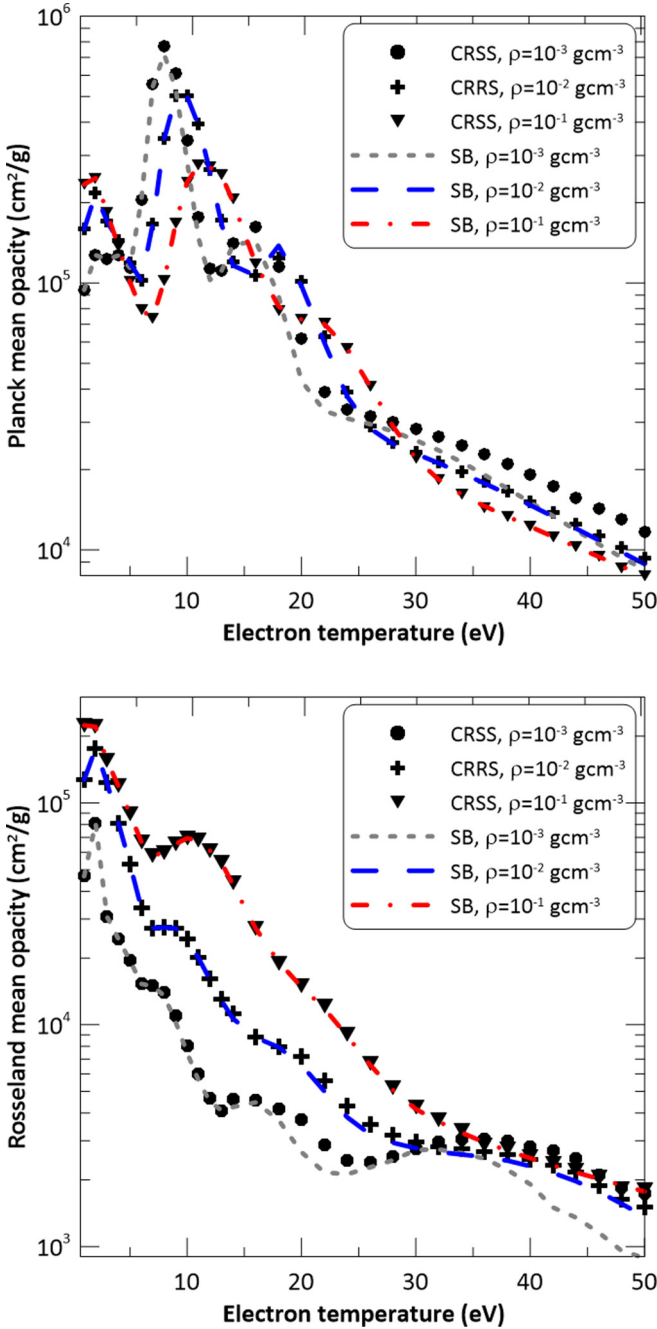 10⁶
10⁵
10⁴
Planck mean opacity (cm²/g)
CRSS, ρ=10⁻³ gcm⁻³
CRRS, ρ=10⁻² gcm⁻³
CRSS, ρ=10⁻¹ gcm⁻³
SB, ρ=10⁻³ gcm⁻³
SB, ρ=10⁻² gcm⁻³
SB, ρ=10⁻¹ gcm⁻³
10 20 30 40 50
Electron temperature (eV)
10⁵
10⁴
10³
Rosseland mean opacity (cm²/g)
CRSS, ρ=10⁻³ gcm⁻³
CRRS, ρ=10⁻² gcm⁻³
CRSS, ρ=10⁻¹ gcm⁻³
SB, ρ=10⁻³ gcm⁻³
SB, ρ=10⁻² gcm⁻³
SB, ρ=10⁻¹ gcm⁻³
10 20 30 40 50
Electron temperature (eV)